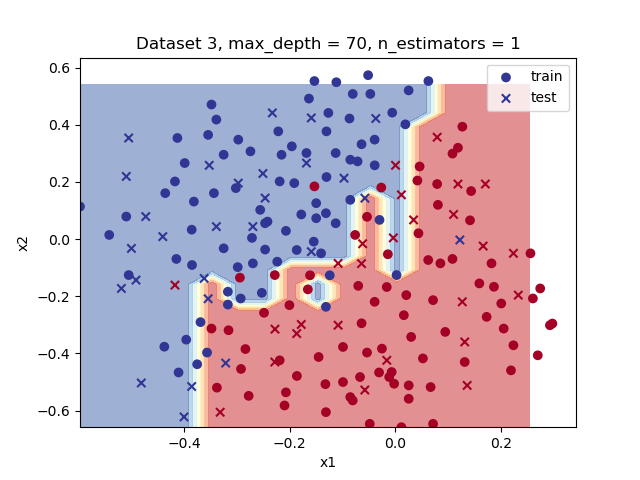 Dataset 3, max_depth = 70, n_estimators = 1
train
test
0.6
0.4
0.2
0.0
−0.2
−0.4
−0.6
x2
−0.4 −0.2 0.0 0.2
x1